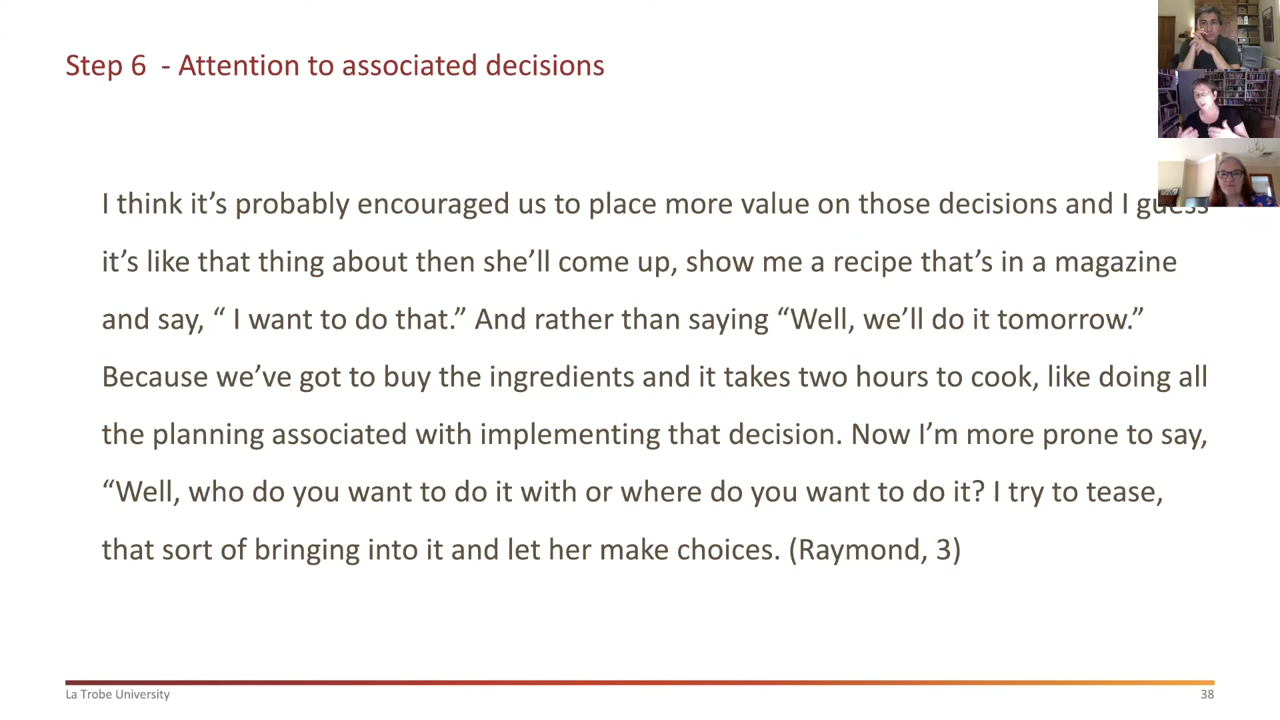 Step 6  - Attention to associated decisions
I think it’s probably encouraged us to place more value on those decisions and I guess
it’s like that thing about then she’ll come up, show me a recipe that’s in a magazine
and say, “ I want to do that.” And rather than saying “Well, we’ll do it tomorrow.”
Because we’ve got to buy the ingredients and it takes two hours to cook, like doing all
the planning associated with implementing that decision. Now I’m more prone to say,
“Well, who do you want to do it with or where do you want to do it? I try to tease,
that sort of bringing into it and let her make choices. (Raymond, 3)
La Trobe University
38